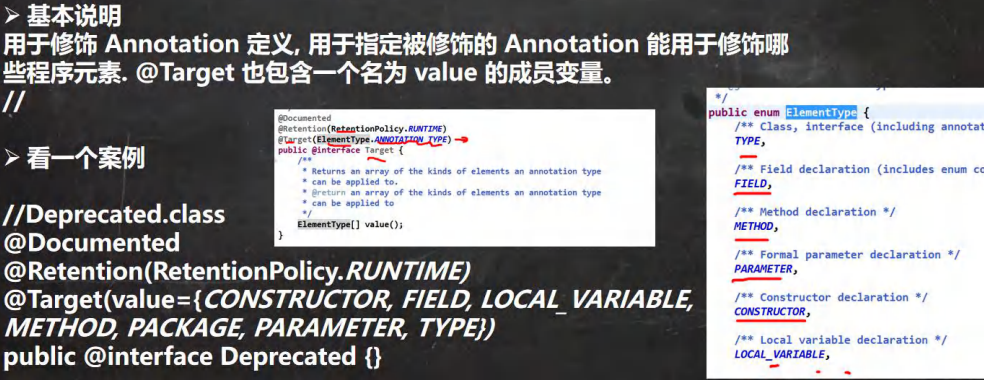 ➢ 基本说明
用于修饰 Annotation 定义, 用于指定被修饰的 Annotation 能用于修饰哪
些程序元素. @Target 也包含一个名为 value 的成员变量。
//
➢ 看一个案例
//Deprecated.class
@Documented
@Retention(RetentionPolicy.RUNTIME)
@Target(value={CONSTRUCTOR, FIELD, LOCAL_VARIABLE,
METHOD, PACKAGE, PARAMETER, TYPE})
public @interface Deprecated {}
@Documented
@Retention(RetentionPolicy.RUNTIME)
@Target(ElementType.ANNOTATION_TYPE)
public @interface Target {
/**
* Returns an array of the kinds of elements an annotation type
* can be applied to.
* @return an array of the kinds of elements an annotation type
* can be applied to
*/
ElementType[] value();
}
*/
public enum ElementType {
/** Class, interface (including annotat
TYPE,
/** Field declaration (includes enum co
FIELD,
/** Method declaration */
METHOD,
/** Formal parameter declaration */
PARAMETER,
/** Constructor declaration */
CONSTRUCTOR,
/** Local variable declaration */
LOCAL_VARIABLE,